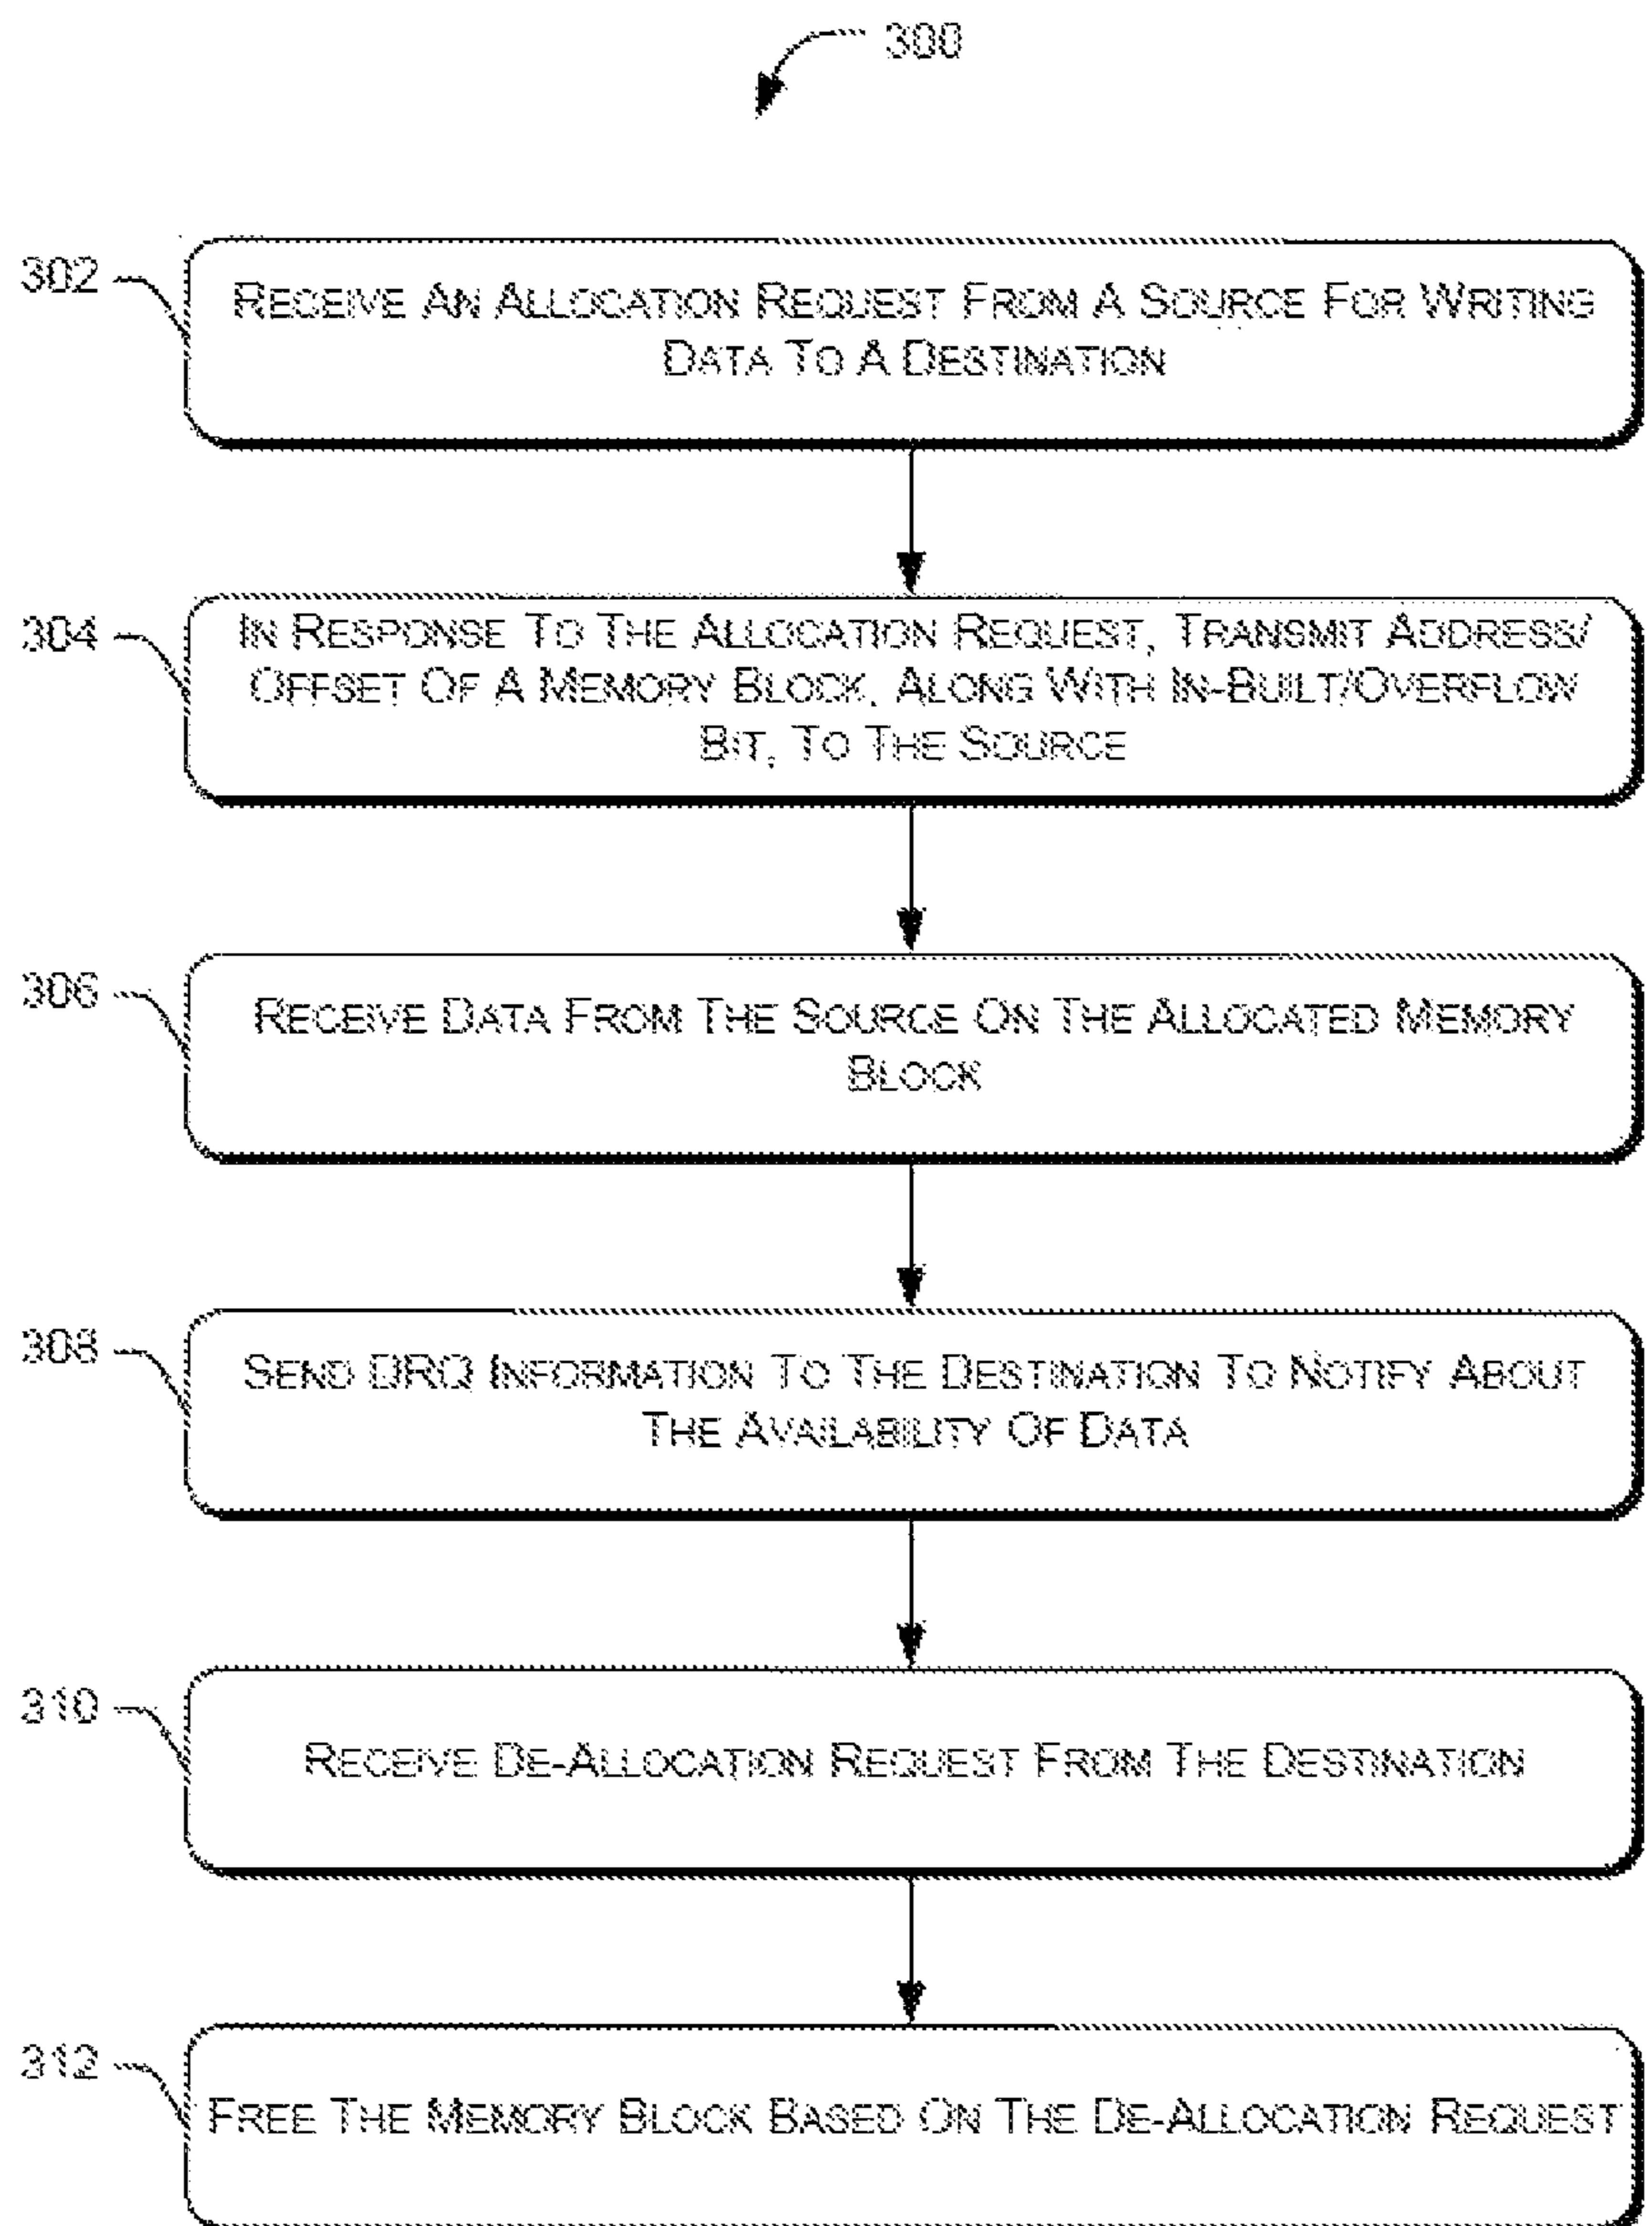 300
302
RECEIVE AN ALLOCATION REQUEST FROM A SOURCE FOR WRITING
DATA TO A DESTINATION
304
IN RESPONSE TO THE ALLOCATION REQUEST, TRANSMIT ADDRESS/
OFFSET OF A MEMORY BLOCK, ALONG WITH IN-BUILT/OVERFLOW
BIT, TO THE SOURCE
306
RECEIVE DATA FROM THE SOURCE ON THE ALLOCATED MEMORY
BLOCK
308
SEND DRQ INFORMATION TO THE DESTINATION TO NOTIFY ABOUT
THE AVAILABILITY OF DATA
310
RECEIVE DE-ALLOCATION REQUEST FROM THE DESTINATION
312
FREE THE MEMORY BLOCK BASED ON THE DE-ALLOCATION REQUEST